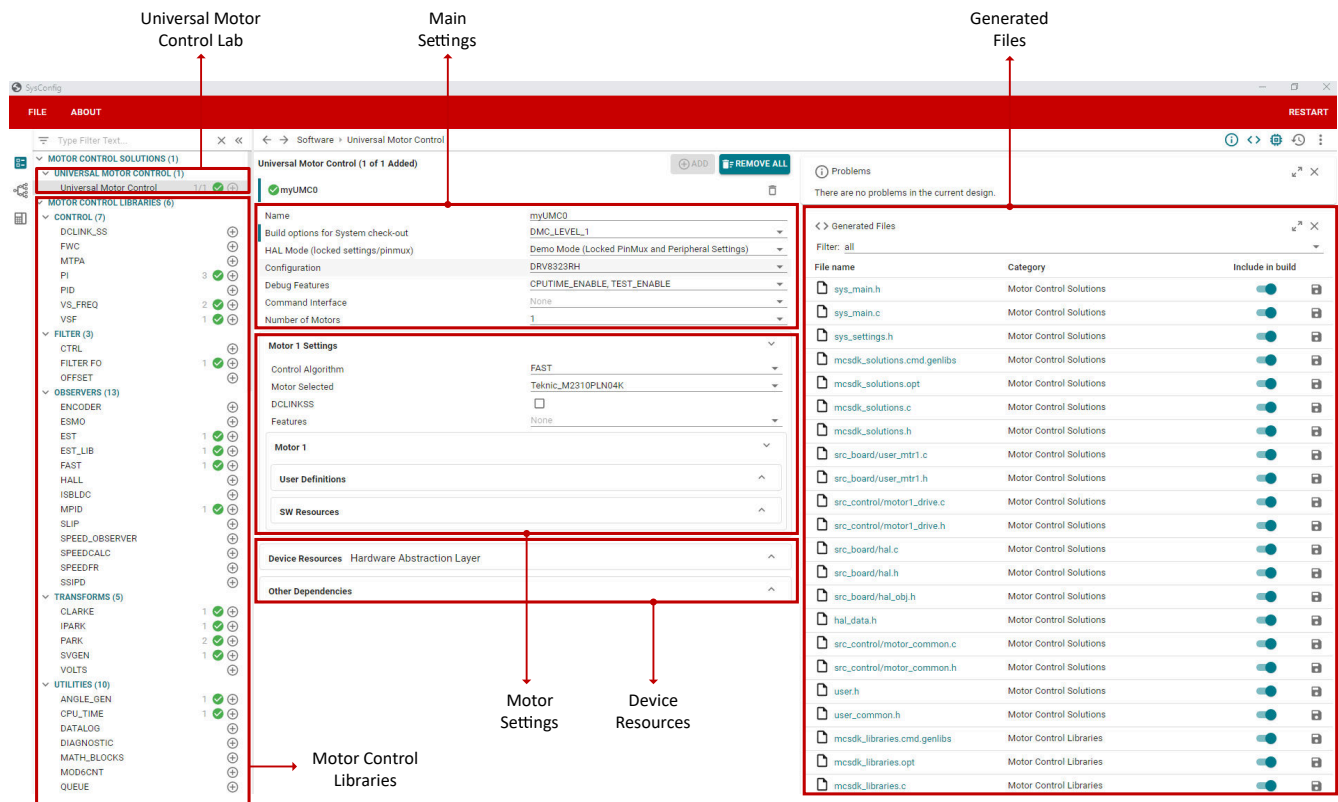 Universal Motor
Control Lab
Main
Settings
Generated
Files
SysConfig
FILE ABOUT RESTART
Type Filter Text...
Software Universal Motor Control
MOTOR CONTROL SOLUTIONS (1)
UNIVERSAL MOTOR CONTROL (1)
Universal Motor Control 1/1
MOTOR CONTROL LIBRARIES (6)
CONTROL (7)
DCLINK_SS
FWC
MTPA
PI 3
PID
VS_FREQ 2
VSF 1
FILTER (3)
CTRL
FILTER FO 1
OFFSET
OBSERVERS (13)
ENCODER
ESMO
EST 1
EST_LIB 1
FAST 1
HALL
ISBLDC
MPID 1
SLIP
SPEED_OBSERVER
SPEEDCALC
SPEEDFR
SSIPD
TRANSFORMS (5)
CLARKE 1
IPARK 1
PARK 2
SVGEN 1
VOLTS
UTILITIES (10)
ANGLE_GEN 1
CPU_TIME 1
DATALOG
DIAGNOSTIC
MATH_BLOCKS
MOD6CNT
QUEUE
Universal Motor Control (1 of 1 Added) ADD REMOVE ALL
myUMC0
Name myUMC0
Build options for System check-out DMC_LEVEL_1
HAL Mode (locked settings/pinmux) Demo Mode (Locked PinMux and Peripheral Settings)
Configuration DRV8323RH
Debug Features CPUTIME_ENABLE, TEST_ENABLE
Command Interface None
Number of Motors 1
Motor 1 Settings
Control Algorithm FAST
Motor Selected Teknic_M2310PLN04K
DCLINKSS
Features None
Motor 1
User Definitions
SW Resources
Device Resources Hardware Abstraction Layer
Other Dependencies
Problems
There are no problems in the current design.
Generated Files
Filter: all
File name Category Include in build
sys_main.h Motor Control Solutions
sys_main.c Motor Control Solutions
sys_settings.h Motor Control Solutions
mcsdk_solutions.cmd.genlibs Motor Control Solutions
mcsdk_solutions.opt Motor Control Solutions
mcsdk_solutions.c Motor Control Solutions
mcsdk_solutions.h Motor Control Solutions
src_board/user_mtr1.c Motor Control Solutions
src_board/user_mtr1.h Motor Control Solutions
src_control/motor1_drive.c Motor Control Solutions
src_control/motor1_drive.h Motor Control Solutions
src_board/hal.c Motor Control Solutions
src_board/hal.h Motor Control Solutions
src_board/hal_obj.h Motor Control Solutions
hal_data.h Motor Control Solutions
src_control/motor_common.c Motor Control Solutions
src_control/motor_common.h Motor Control Solutions
user.h Motor Control Solutions
user_common.h Motor Control Solutions
mcsdk_libraries.cmd.genlibs Motor Control Libraries
mcsdk_libraries.opt Motor Control Libraries
mcsdk_libraries.c Motor Control Libraries
Motor
Settings
Device
Resources
Motor Control
Libraries